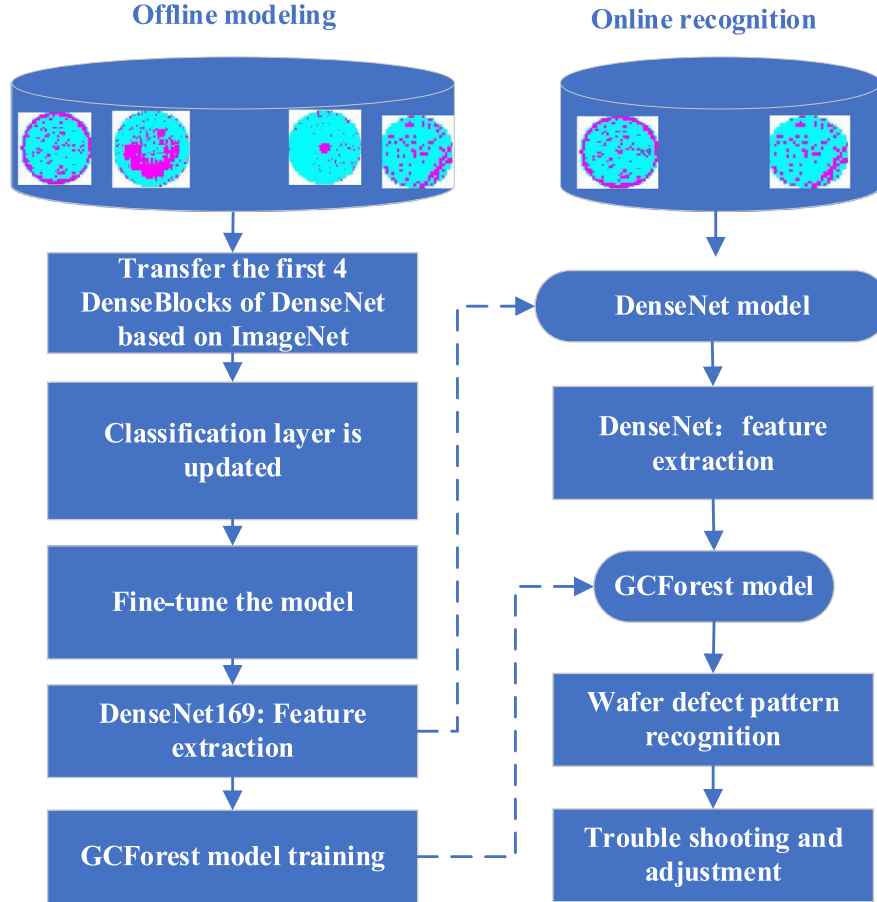 Offline modeling
Transfer the first 4
DenseBlocks of DenseNet
based on ImageNet
Classification layer is
updated
Fine-tune the model
DenseNet169: Feature
extraction
GCForest model training
Online recognition
DenseNet model
DenseNet：feature
extraction
GCForest model
Wafer defect pattern
recognition
Trouble shooting and
adjustment